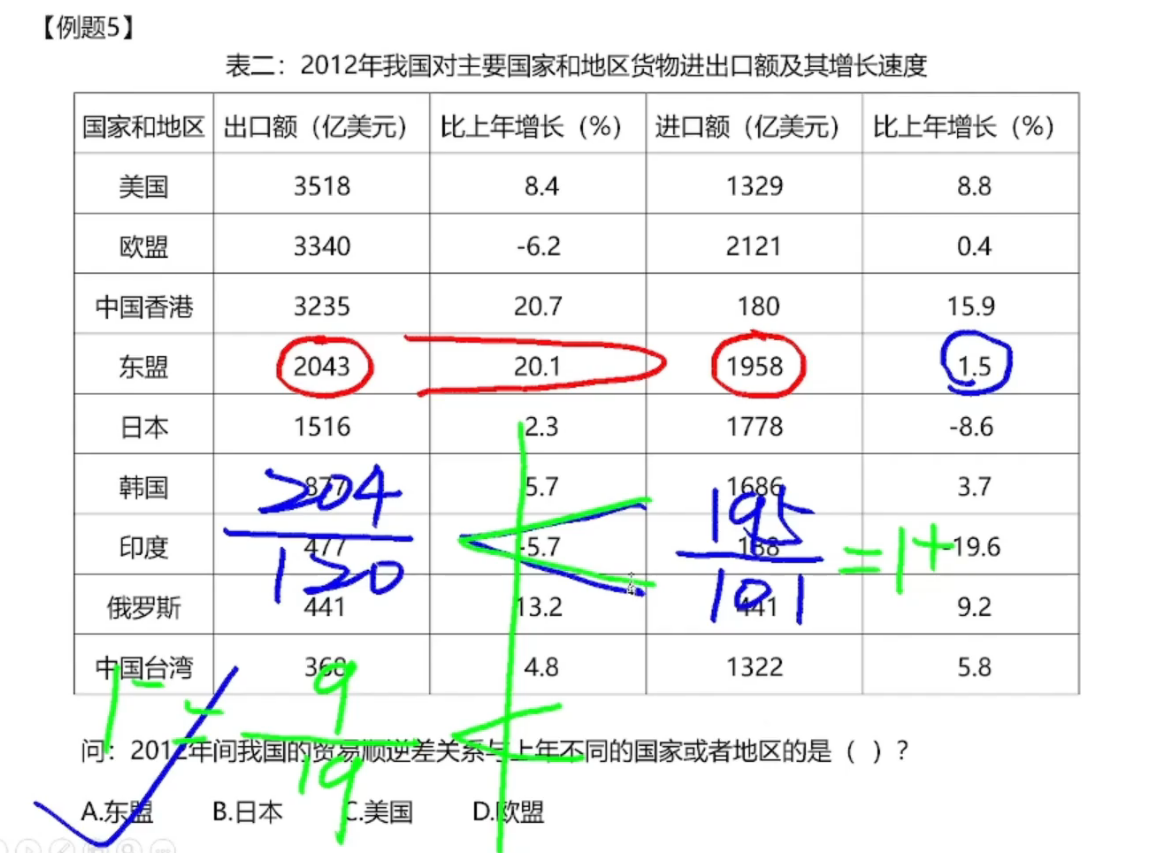 【例题5】
表二：2012年我国对主要国家和地区货物进出口额及其增长速度
国家和地区 出口额（亿美元） 比上年增长（%） 进口额（亿美元） 比上年增长（%）
美国 3518 8.4 1329 8.8
欧盟 3340 -6.2 2121 0.4
中国香港 3235 20.7 180 15.9
东盟 2043 20.1 1958 1.5
日本 1516 2.3 1778 -8.6
韩国 877 5.7 1686 3.7
204 195
印度 477 -5.7 188 -19.6
= 1+
120 101
俄罗斯 441 13.2 441 9.2
中国台湾 368 4.8 1322 5.8
1- 9
19
问：2012年间我国的贸易顺逆差关系与上年不同的国家或者地区的是（ ）？
A.东盟 B.日本 C.美国 D.欧盟